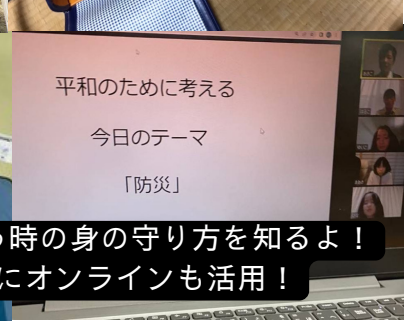 平和のために考える
今日のテーマ
「防災」
時の身の守り方を知るよ！
にオンラインも活用！